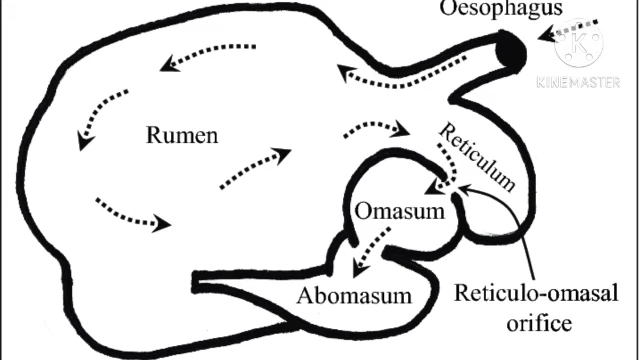 Oesophagus
K
KINEMASTER
Rumen
Reticulum
Omasum
Abomasum
Reticulo-omasal
orifice